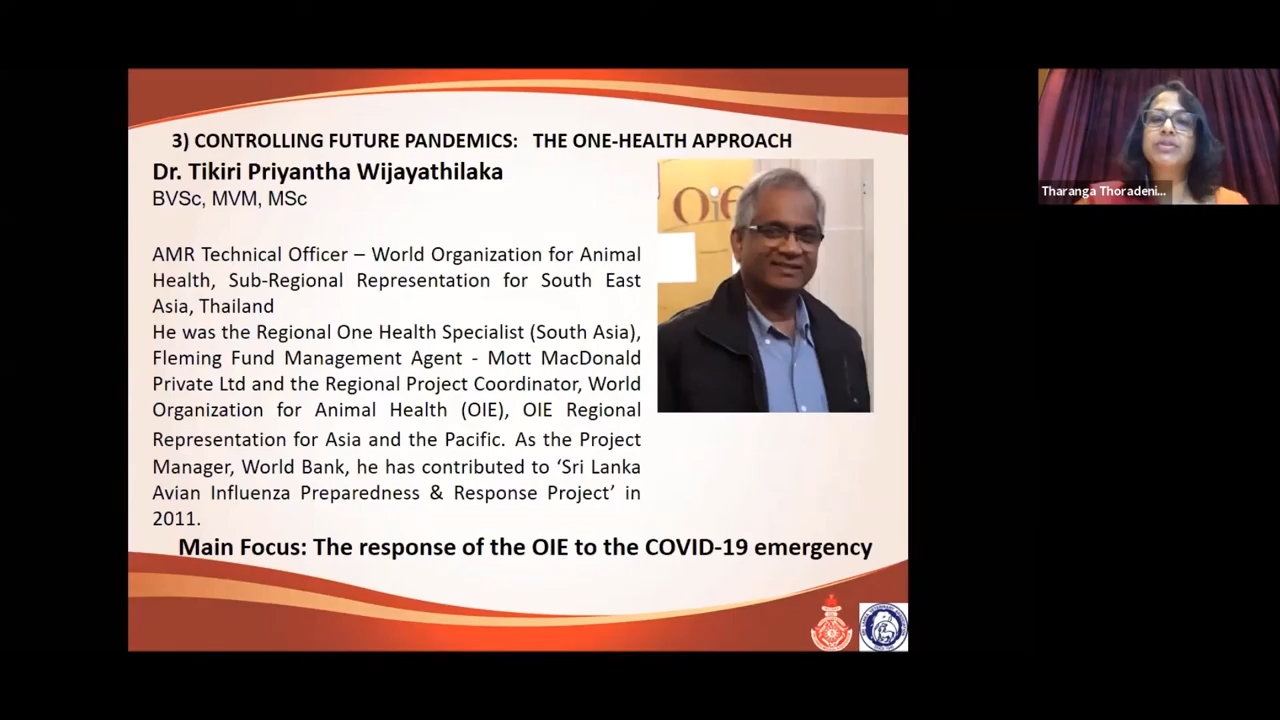 3) CONTROLLING FUTURE PANDEMICS: THE ONE-HEALTH APPROACH
Dr. Tikiri Priyantha Wijayathilaka
BVSc, MVM, MSc
AMR Technical Officer – World Organization for Animal
Health, Sub-Regional Representation for South East
Asia, Thailand
He was the Regional One Health Specialist (South Asia),
Fleming Fund Management Agent - Mott MacDonald
Private Ltd and the Regional Project Coordinator, World
Organization for Animal Health (OIE), OIE Regional
Representation for Asia and the Pacific. As the Project
Manager, World Bank, he has contributed to ‘Sri Lanka
Avian Influenza Preparedness & Response Project’ in
2011.
Main Focus: The response of the OIE to the COVID-19 emergency
OiE
Tharanga Thoradeni...